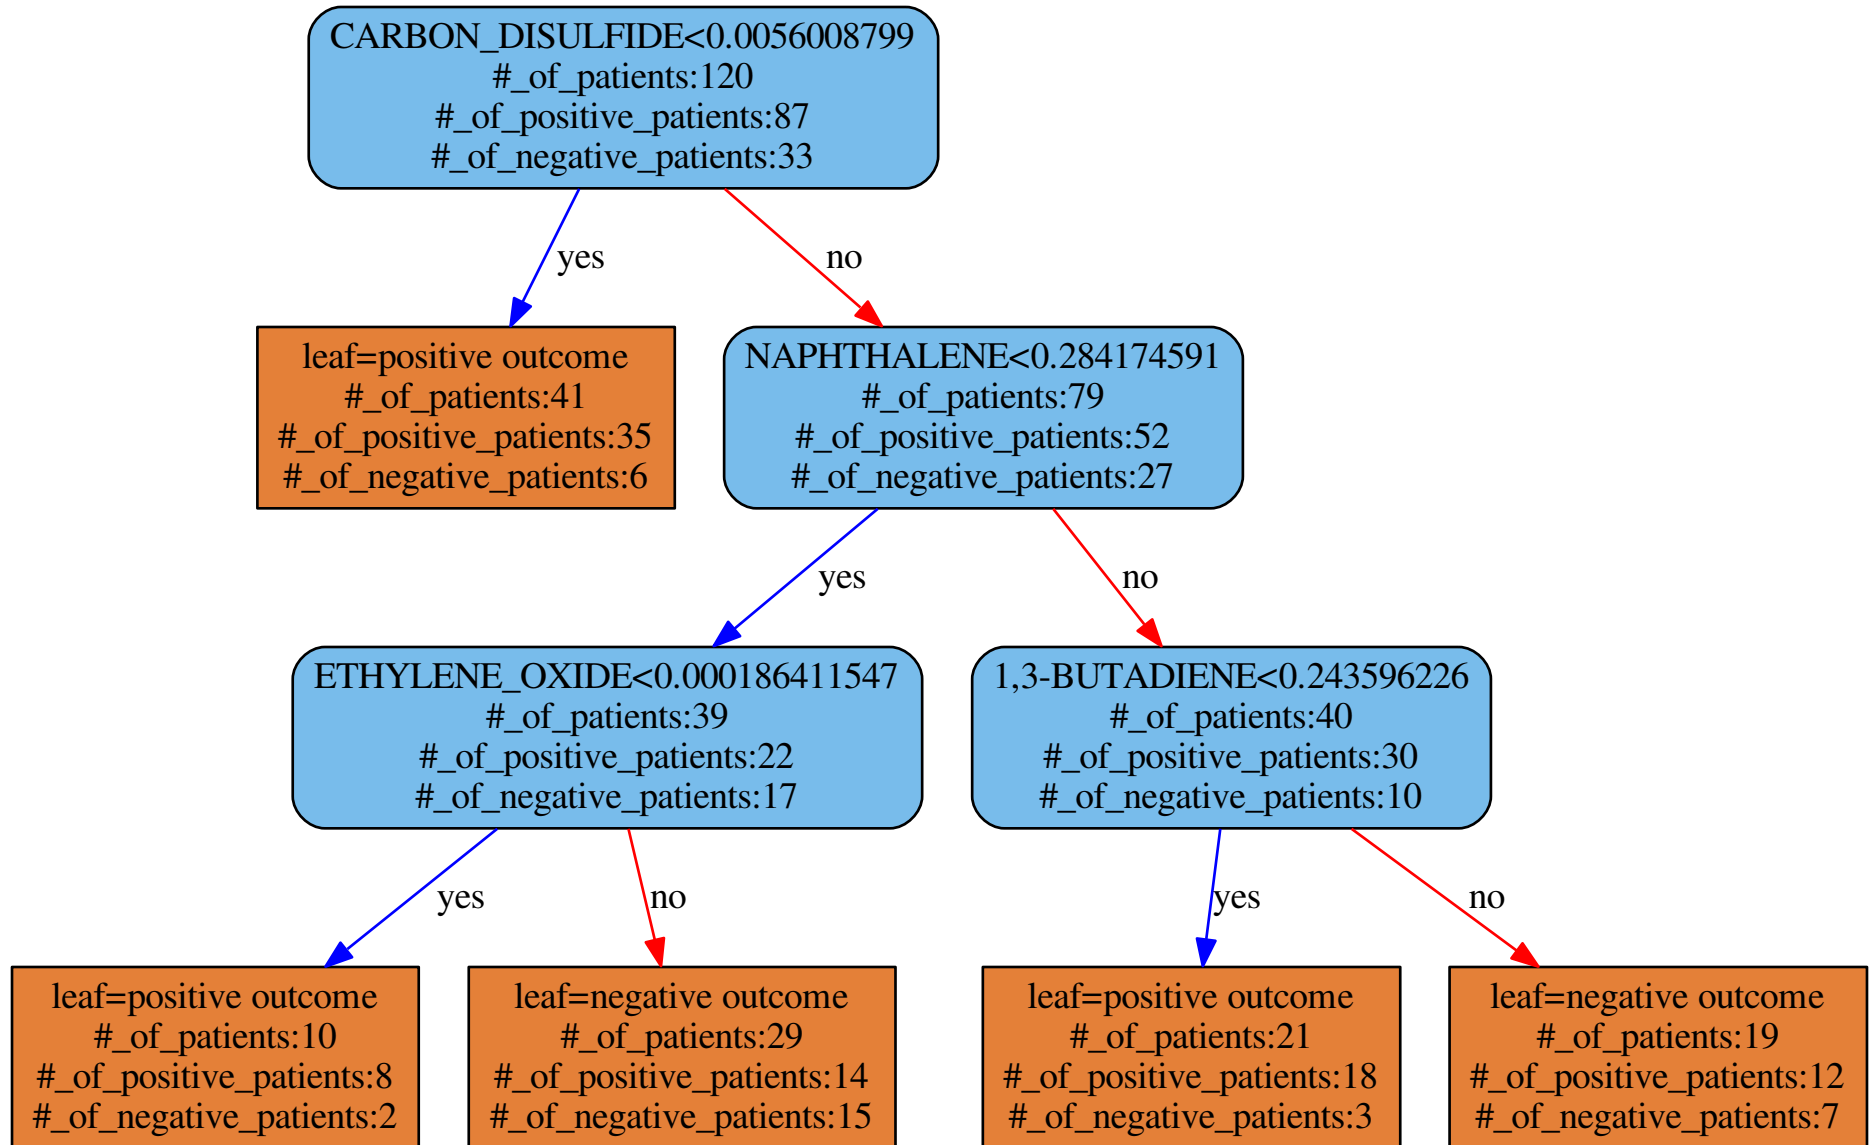 CARBON_DISULFIDE<0.0056008799
#_of_patients:120
#_of_positive_patients:87
#_of_negative_patients:33
yes
no
leaf=positive outcome
#_of_patients:41
#_of_positive_patients:35
#_of_negative_patients:6
NAPHTHALENE<0.284174591
#_of_patients:79
#_of_positive_patients:52
#_of_negative_patients:27
yes
no
ETHYLENE_OXIDE<0.000186411547
#_of_patients:39
#_of_positive_patients:22
#_of_negative_patients:17
1,3-BUTADIENE<0.243596226
#_of_patients:40
#_of_positive_patients:30
#_of_negative_patients:10
yes
no
yes
no
leaf=positive outcome
#_of_patients:10
#_of_positive_patients:8
#_of_negative_patients:2
leaf=negative outcome
#_of_patients:29
#_of_positive_patients:14
#_of_negative_patients:15
leaf=positive outcome
#_of_patients:21
#_of_positive_patients:18
#_of_negative_patients:3
leaf=negative outcome
#_of_patients:19
#_of_positive_patients:12
#_of_negative_patients:7